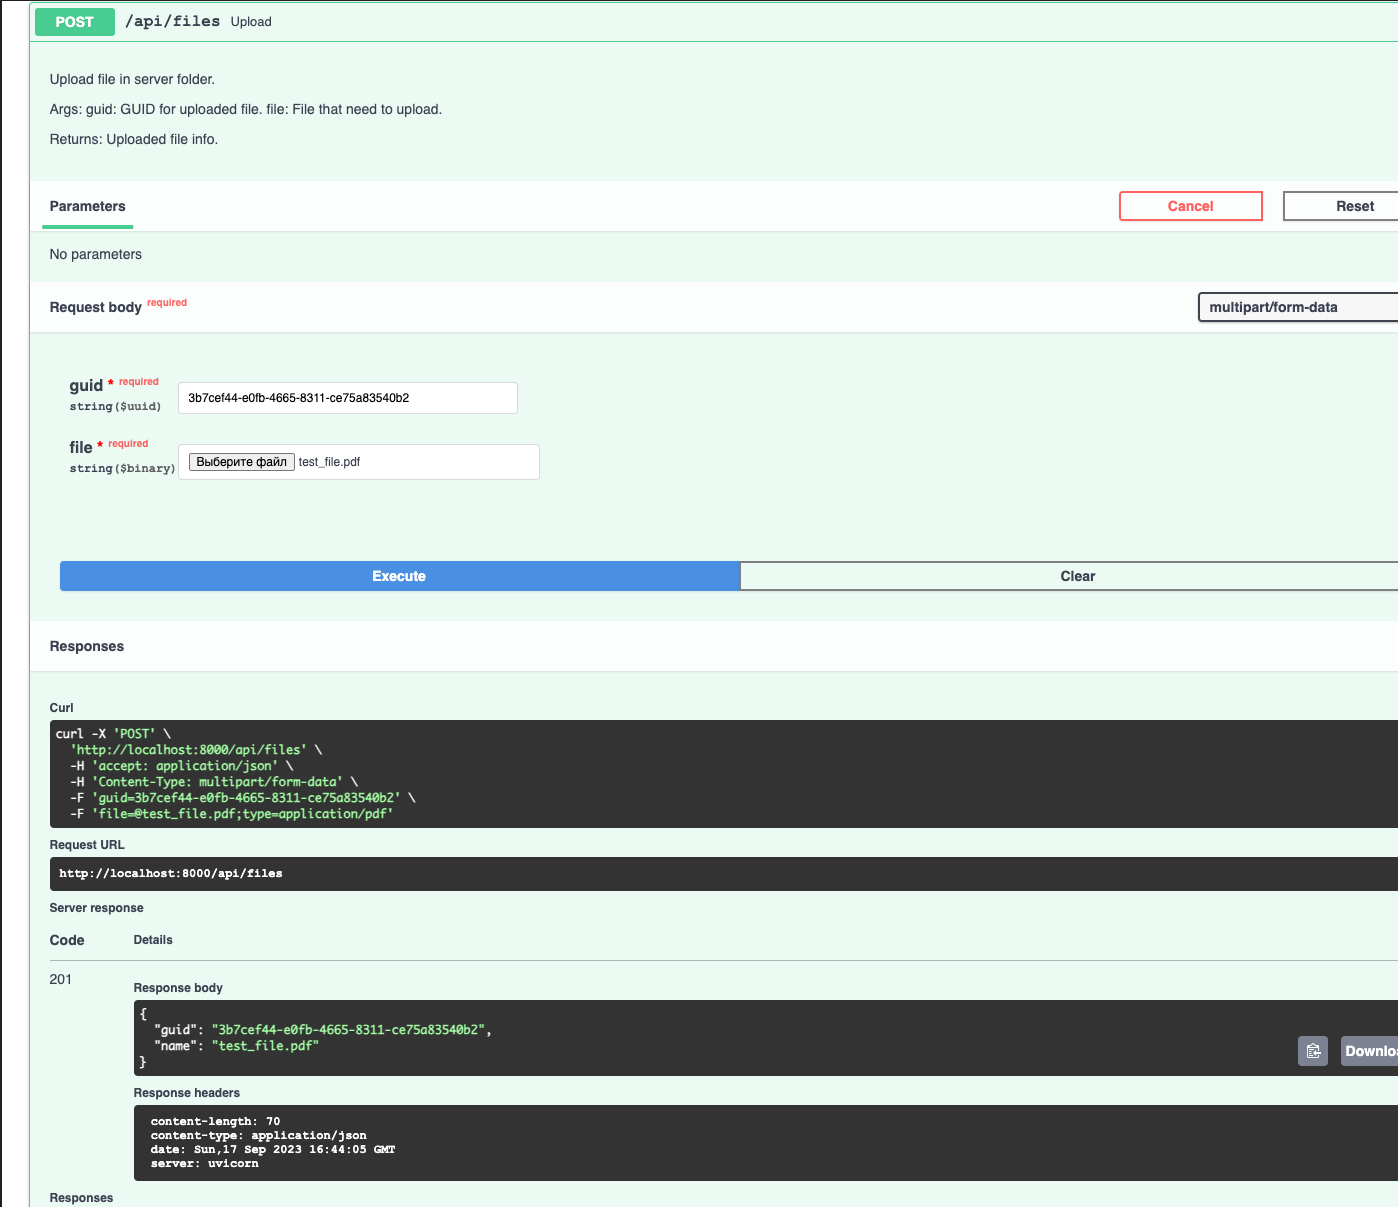 POST /api/files Upload
Upload file in server folder.
Args: guid: GUID for uploaded file. file: File that need to upload.
Returns: Uploaded file info.
Parameters
Cancel
Reset
No parameters
Request body required
multipart/form-data
guid * required
string($uuid)
3b7cef44-e0fb-4665-8311-ce75a83540b2
file * required
string($binary)
Выберите файл test_file.pdf
Execute
Clear
Responses
Curl
curl -X 'POST' \
'http://localhost:8000/api/files' \
-H 'accept: application/json' \
-H 'Content-Type: multipart/form-data' \
-F 'guid=3b7cef44-e0fb-4665-8311-ce75a83540b2' \
-F 'file=@test_file.pdf;type=application/pdf'
Request URL
http://localhost:8000/api/files
Server response
Code Details
201
Response body
{
"guid": "3b7cef44-e0fb-4665-8311-ce75a83540b2",
"name": "test_file.pdf"
}
Downloa
Response headers
content-length: 70
content-type: application/json
date: Sun,17 Sep 2023 16:44:05 GMT
server: uvicorn
Responses